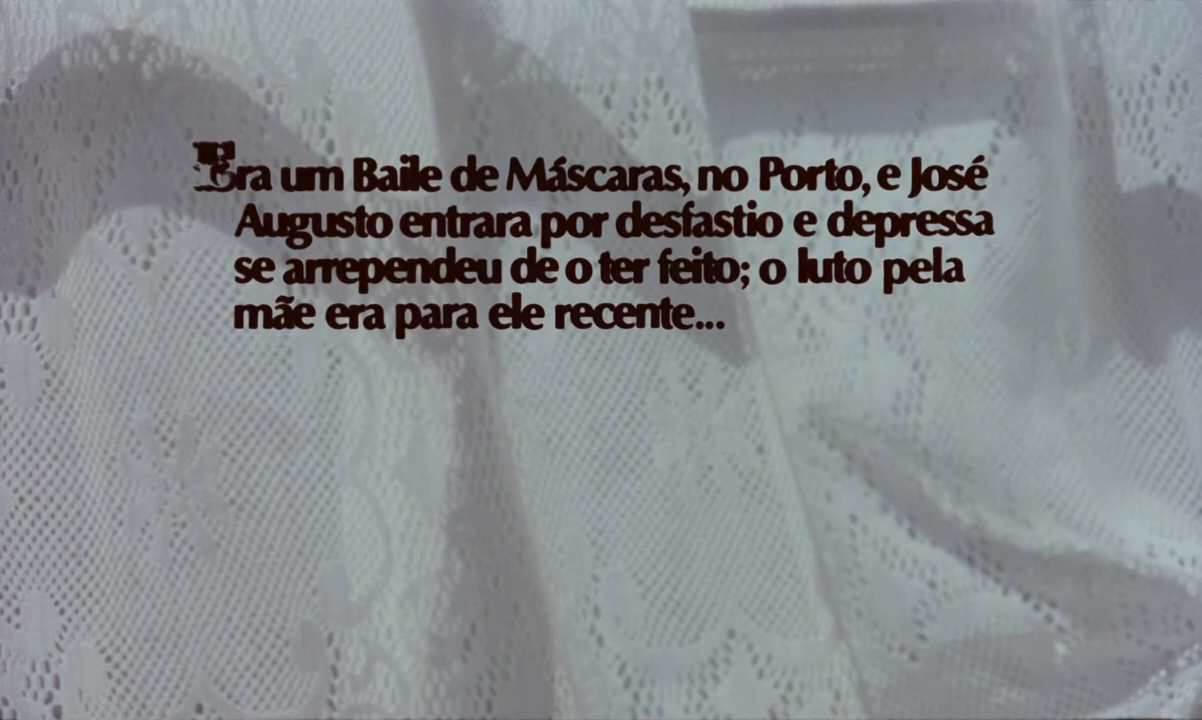 Era um Baile de Máscaras, no Porto, e José
Augusto entrara por desfastio e depressa
se arrependeu de o ter feito; o luto pela
mãe era para ele recente...